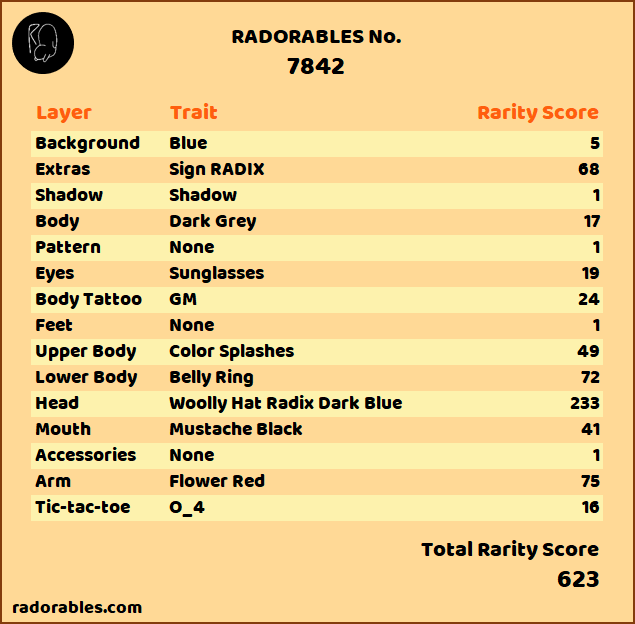 RADORABLES No.
7842
Layer Trait Rarity Score
Background Blue 5
Extras Sign RADIX 68
Shadow Shadow 1
Body Dark Grey 17
Pattern None 1
Eyes Sunglasses 19
Body Tattoo GM 24
Feet None 1
Upper Body Color Splashes 49
Lower Body Belly Ring 72
Head Woolly Hat Radix Dark Blue 233
Mouth Mustache Black 41
Accessories None 1
Arm Flower Red 75
Tic-tac-toe O_4 16
Total Rarity Score
623
radorables.com